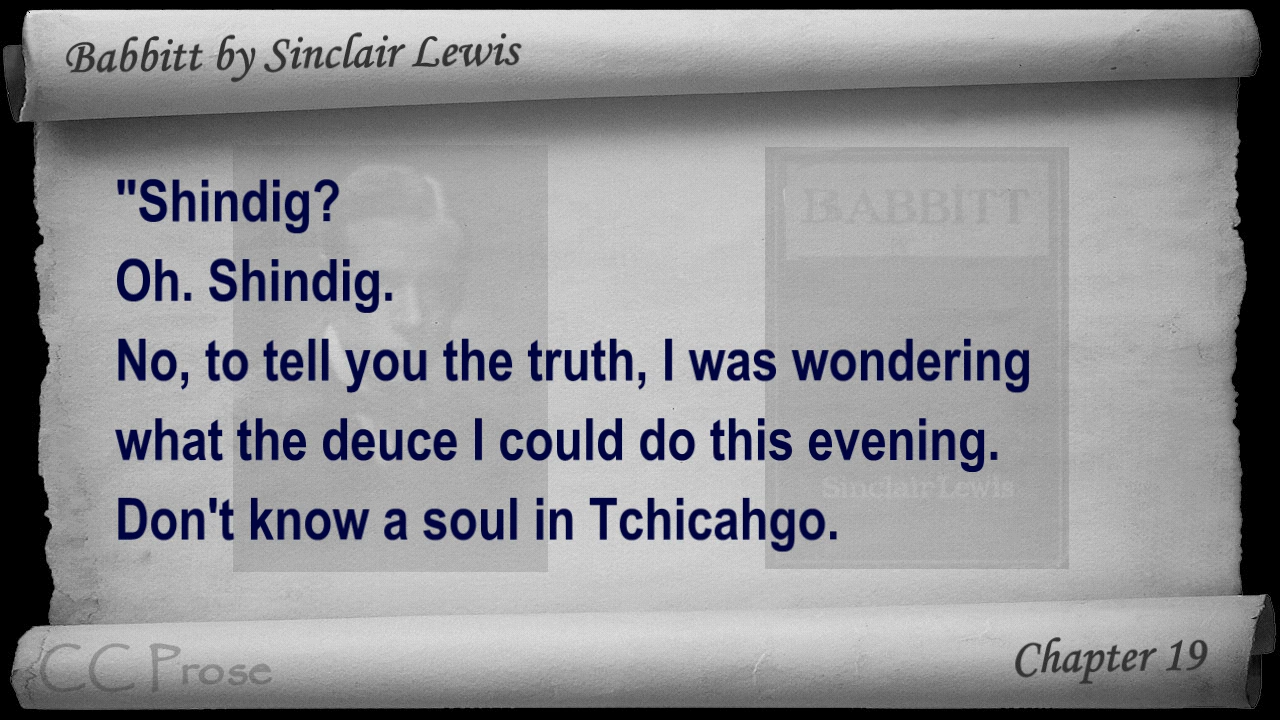 Babbitt by Sinclair Lewis
"Shindig?
Oh. Shindig.
No, to tell you the truth, I was wondering
what the deuce I could do this evening.
Don't know a soul in Tchicahgo.
BABBITT
Sinclair Lewis
CC Prose
Chapter 19